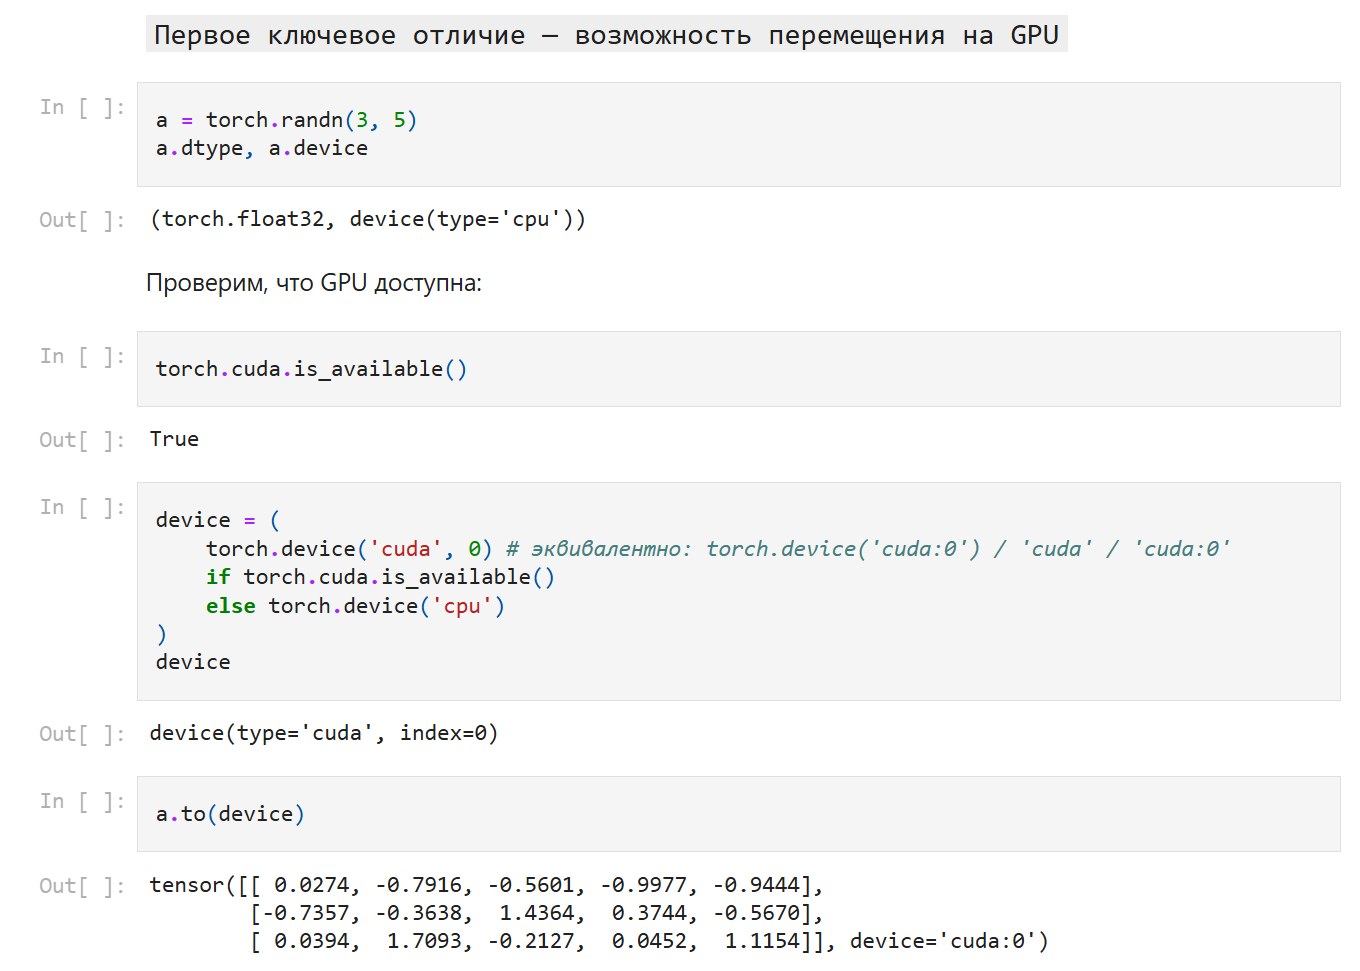 Первое ключевое отличие — возможность перемещения на GPU
In [ ]:
a = torch.randn(3, 5)
a.dtype, a.device
Out[ ]:
(torch.float32, device(type='cpu'))
Проверим, что GPU доступна:
In [ ]:
torch.cuda.is_available()
Out[ ]:
True
In [ ]:
device = (
    torch.device('cuda', 0) # эквивалентно: torch.device('cuda:0') / 'cuda' / 'cuda:0'
    if torch.cuda.is_available()
    else torch.device('cpu')
)
device
Out[ ]:
device(type='cuda', index=0)
In [ ]:
a.to(device)
Out[ ]:
tensor([[ 0.0274, -0.7916, -0.5601, -0.9977, -0.9444],
        [-0.7357, -0.3638,  1.4364,  0.3744, -0.5670],
        [ 0.0394,  1.7093, -0.2127,  0.0452,  1.1154]], device='cuda:0')